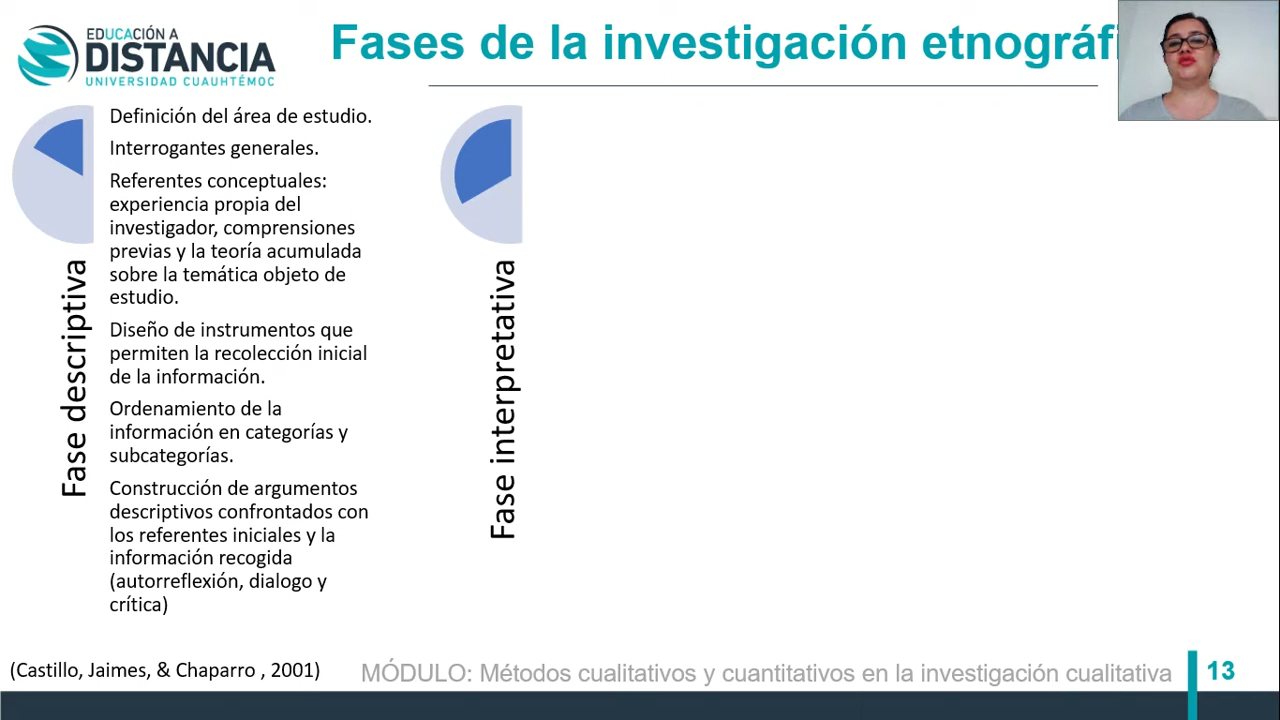 EDUCACIÓN A
DISTANCIA
UNIVERSIDAD CUAUHTÉMOC
Fases de la investigación etnográfi
Fase descriptiva
Definición del área de estudio.
Interrogantes generales.
Referentes conceptuales:
experiencia propia del
investigador, comprensiones
previas y la teoría acumulada
sobre la temática objeto de
estudio.
Diseño de instrumentos que
permiten la recolección inicial
de la información.
Ordenamiento de la
información en categorías y
subcategorías.
Construcción de argumentos
descriptivos confrontados con
los referentes iniciales y la
información recogida
(autorreflexión, dialogo y
crítica)
Fase interpretativa
(Castillo, Jaimes, & Chaparro , 2001)
MÓDULO: Métodos cualitativos y cuantitativos en la investigación cualitativa
13